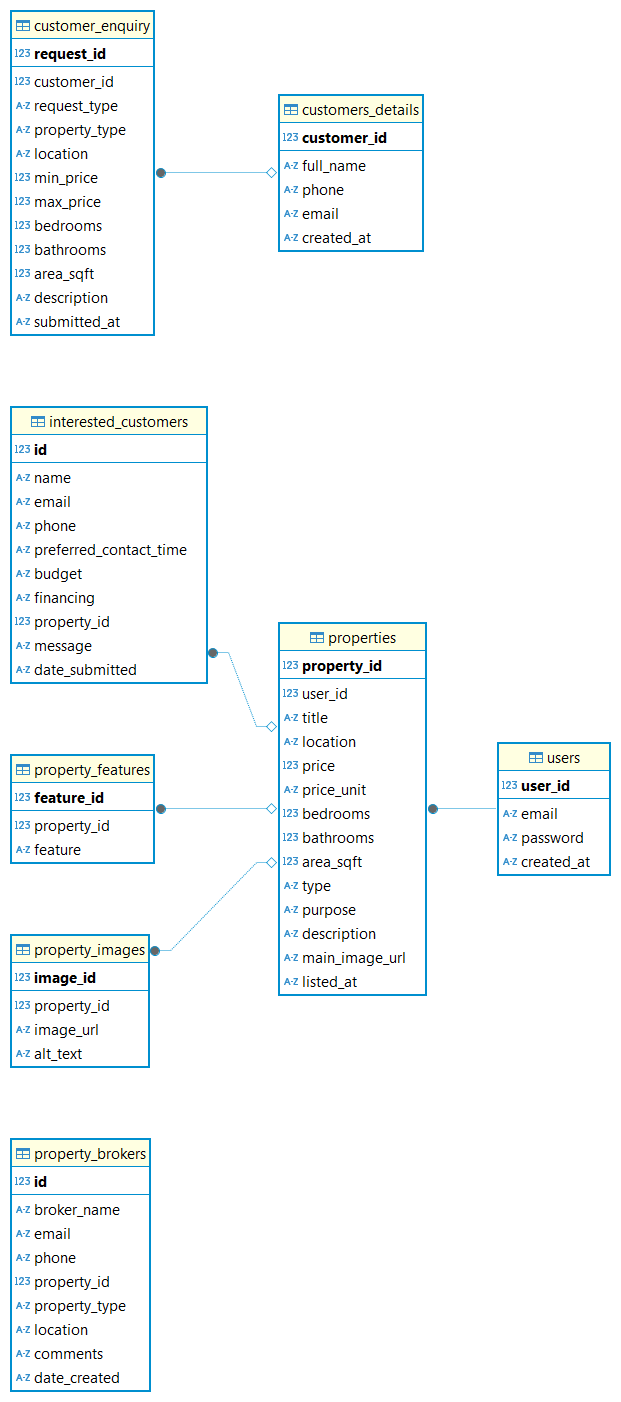 customer_enquiry
123 request_id
123 customer_id
A-Z request_type
A-Z property_type
A-Z location
123 min_price
123 max_price
123 bedrooms
123 bathrooms
123 area_sqft
A-Z description
A-Z submitted_at
customers_details
123 customer_id
A-Z full_name
A-Z phone
A-Z email
A-Z created_at
interested_customers
123 id
A-Z name
A-Z email
A-Z phone
A-Z preferred_contact_time
A-Z budget
A-Z financing
123 property_id
A-Z message
A-Z date_submitted
properties
123 property_id
123 user_id
A-Z title
A-Z location
123 price
A-Z price_unit
123 bedrooms
123 bathrooms
123 area_sqft
A-Z type
A-Z purpose
A-Z description
A-Z main_image_url
A-Z listed_at
users
123 user_id
A-Z email
A-Z password
A-Z created_at
property_features
123 feature_id
123 property_id
A-Z feature
property_images
123 image_id
123 property_id
A-Z image_url
A-Z alt_text
property_brokers
123 id
A-Z broker_name
A-Z email
A-Z phone
123 property_id
A-Z property_type
A-Z location
A-Z comments
A-Z date_created